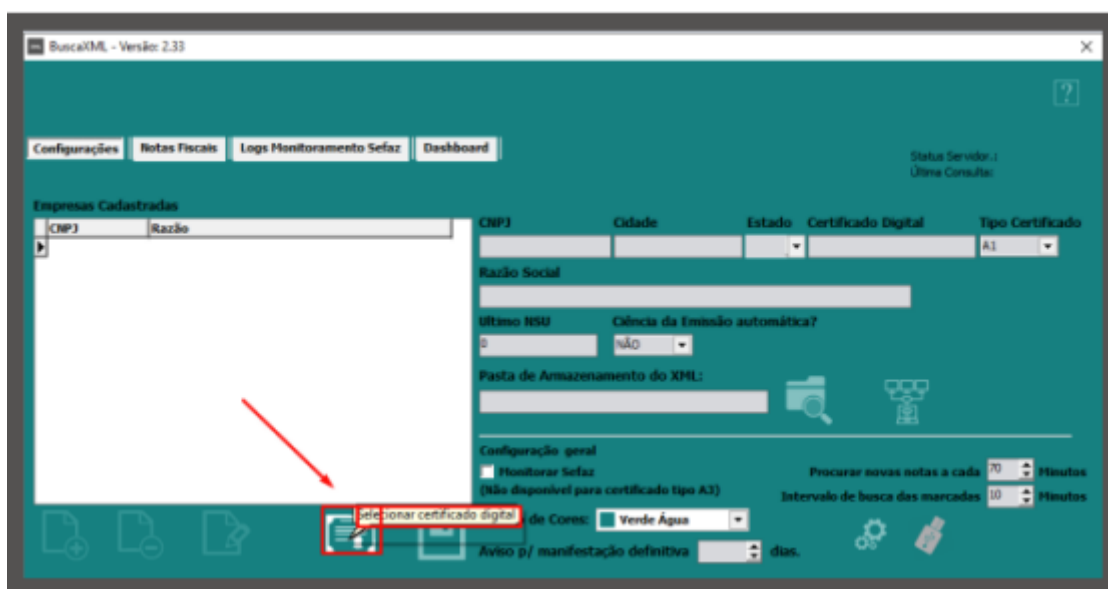 BuscaXML - Versão: 2.33
Configurações Notas Fiscais Logs Monitoramento Sefaz Dashboard
Status Servidor.:
Última Consulta:
Empresas Cadastradas
CNPJ Razão
CNPJ Cidade Estado Certificado Digital Tipo Certificado
A1
Razão Social
Ultimo NSU Ciência da Emissão automática?
0 NÃO
Pasta de Armazenamento do XML:
Configuração geral
Monitorar Sefaz
(Não disponível para certificado tipo A3)
Procurar novas notas a cada 70 Minutos
Intervalo de busca das marcadas 10 Minutos
Selecionar certificado digital
de Cores: Verde Água
Aviso p/ manifestação definitiva dias.